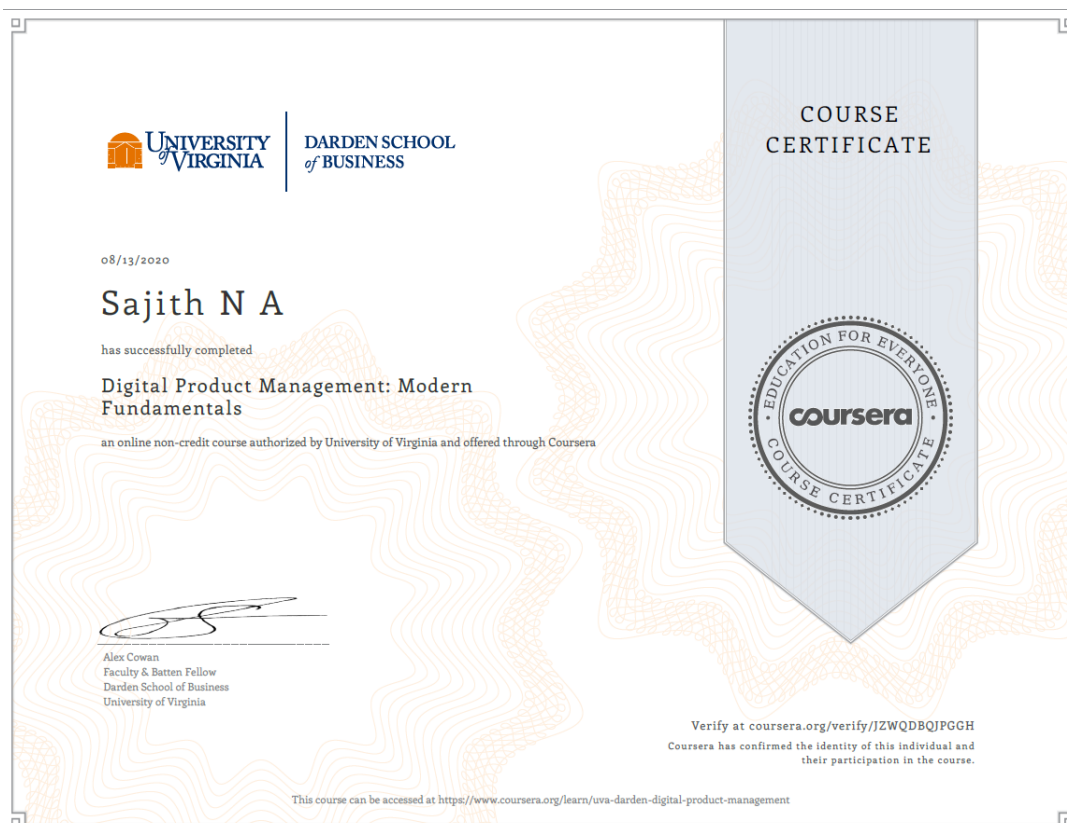 UNIVERSITY
of VIRGINIA
DARDEN SCHOOL
of BUSINESS
COURSE
CERTIFICATE
08/13/2020
Sajith N A
has successfully completed
Digital Product Management: Modern
Fundamentals
an online non-credit course authorized by University of Virginia and offered through Coursera
EDUCATION FOR EVERYONE
coursera
COURSE CERTIFICATE
Alex Cowan
Faculty & Batten Fellow
Darden School of Business
University of Virginia
Verify at coursera.org/verify/JZWQDBQJPGGH
Coursera has confirmed the identity of this individual and
their participation in the course.
This course can be accessed at https://www.coursera.org/learn/uva-darden-digital-product-management